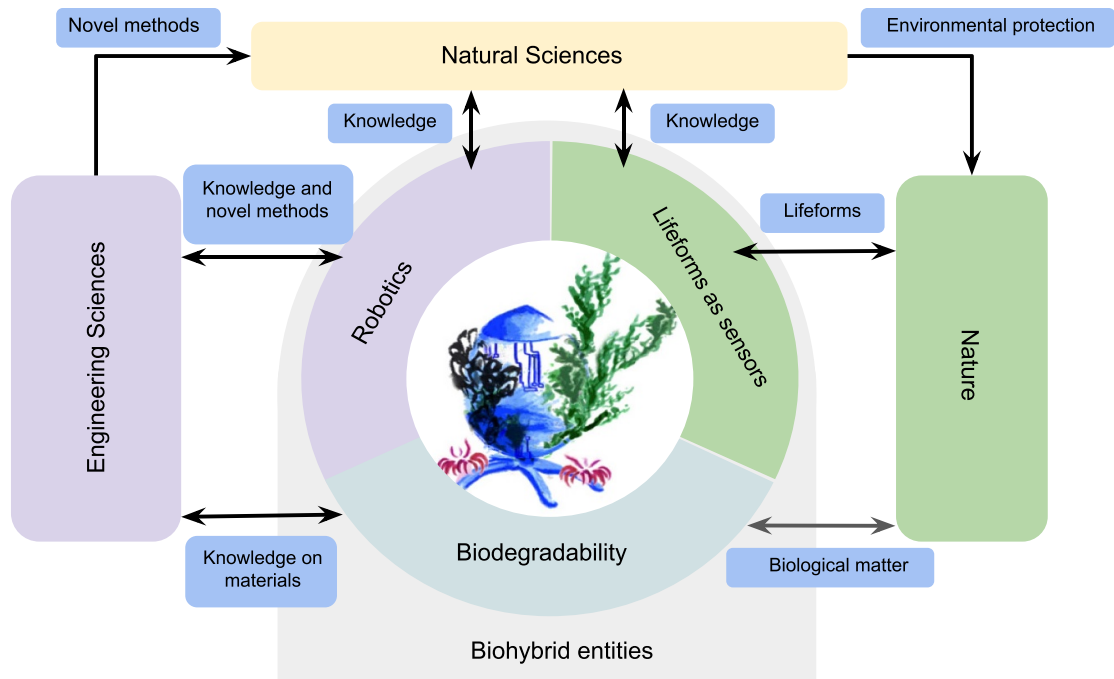 Novel methods
Natural Sciences
Environmental protection
Knowledge
Knowledge
Knowledge and
novel methods
Lifeforms
Engineering Sciences
Robotics
Lifeforms as sensors
Nature
Biodegradability
Knowledge on
materials
Biological matter
Biohybrid entities